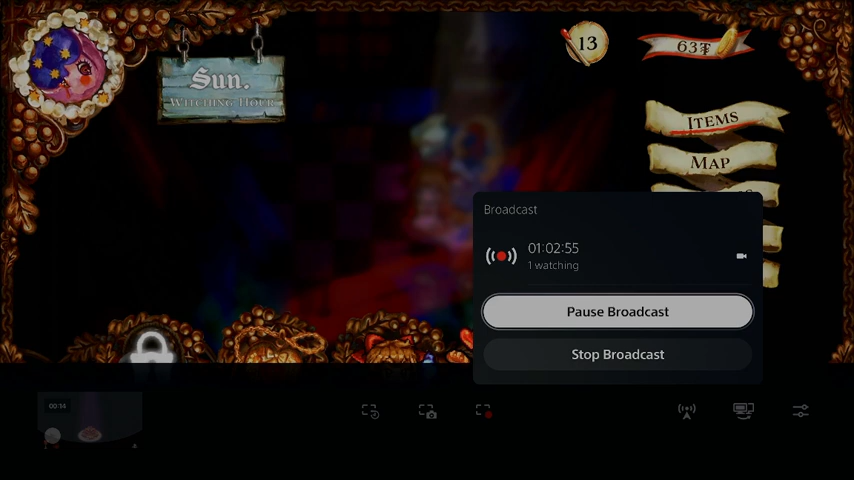 Sun.
Witching Hour
13
63₮
Items
Map
Broadcast
01:02:55
1 watching
Pause Broadcast
Stop Broadcast
00:14